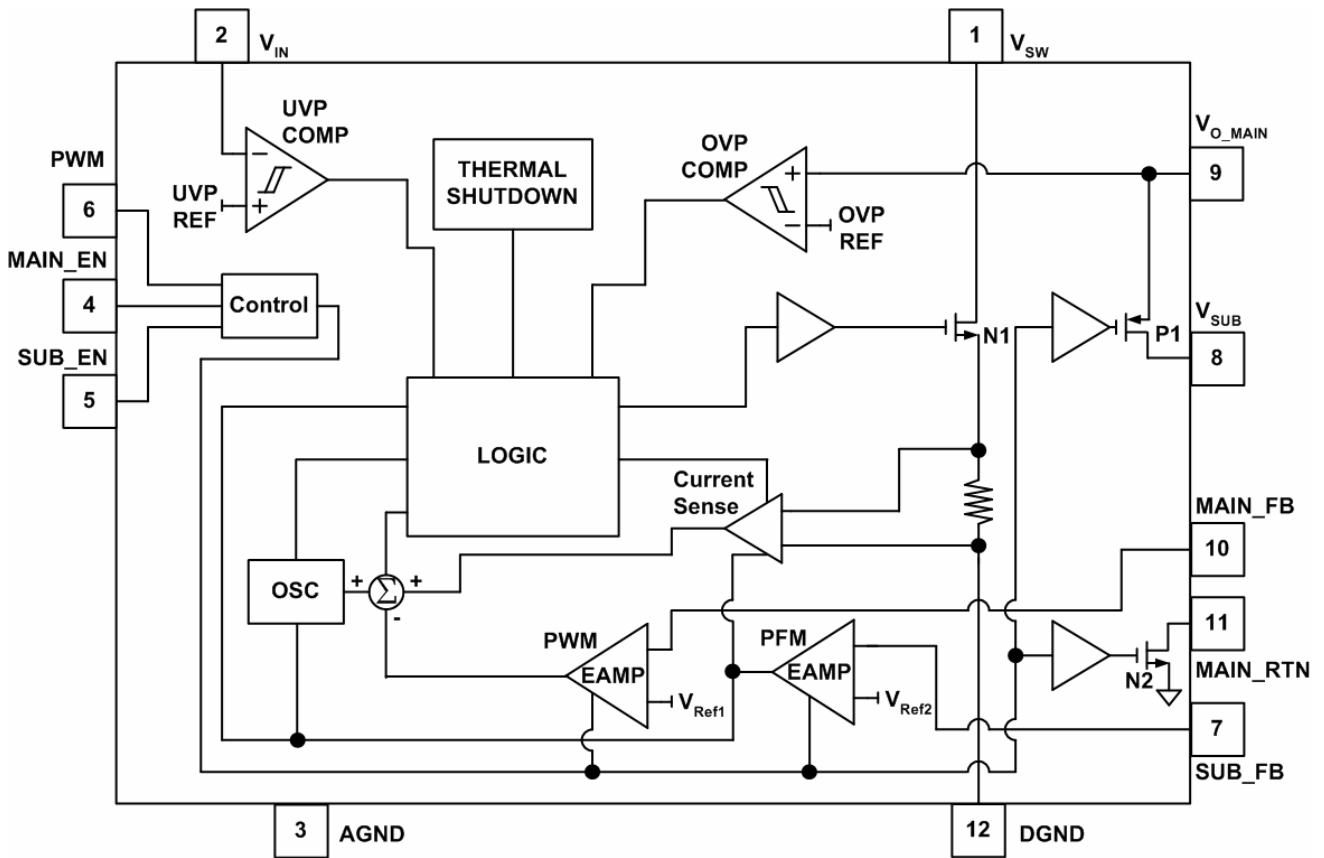 2
V_IN
1
V_SW
UVP
COMP
THERMAL
SHUTDOWN
OVP
COMP
V_O_MAIN
9
PWM
6
UVP
REF
-
+
+
-
OVP
REF
MAIN_EN
4
Control
SUB_EN
5
N1
V_SUB
P1
8
LOGIC
Current
Sense
MAIN_FB
10
OSC
+
Σ
+
-
PWM
EAMP
V_Ref1
PFM
EAMP
V_Ref2
11
N2
MAIN_RTN
7
SUB_FB
3
AGND
12
DGND